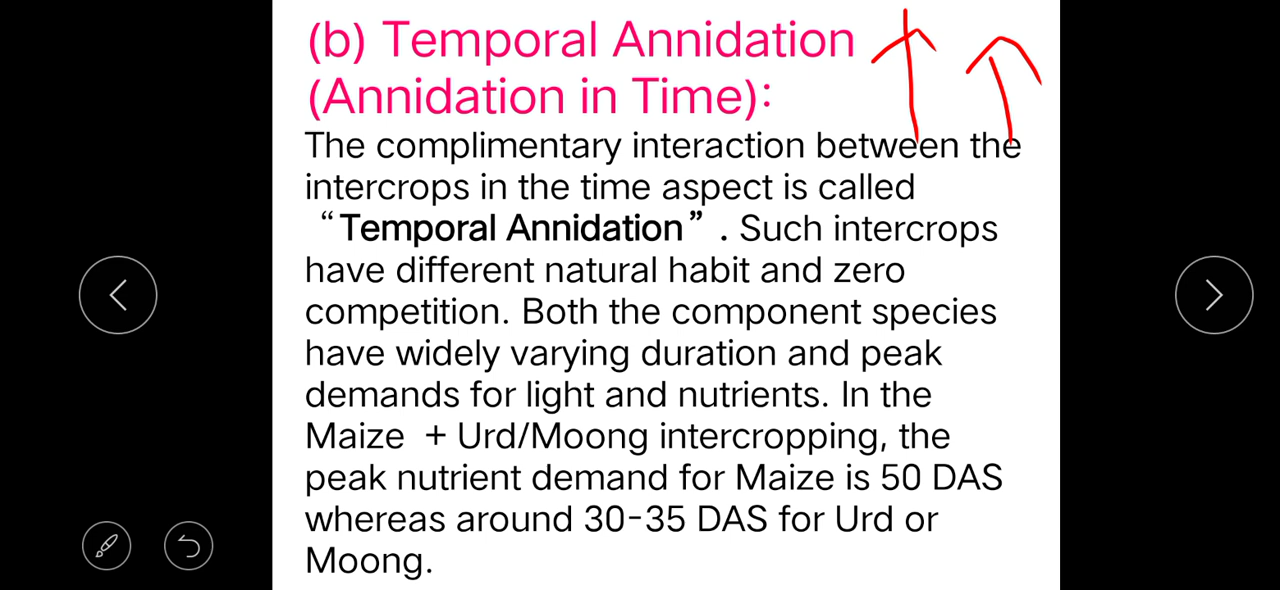 (b) Temporal Annidation
(Annidation in Time):
The complimentary interaction between the
intercrops in the time aspect is called
“Temporal Annidation”. Such intercrops
have different natural habit and zero
competition. Both the component species
have widely varying duration and peak
demands for light and nutrients. In the
Maize + Urd/Moong intercropping, the
peak nutrient demand for Maize is 50 DAS
whereas around 30-35 DAS for Urd or
Moong.